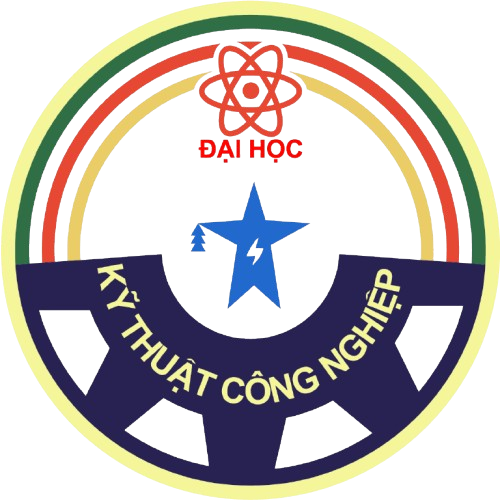 ĐẠI HỌC
KỸ THUẬT CÔNG NGHIỆP